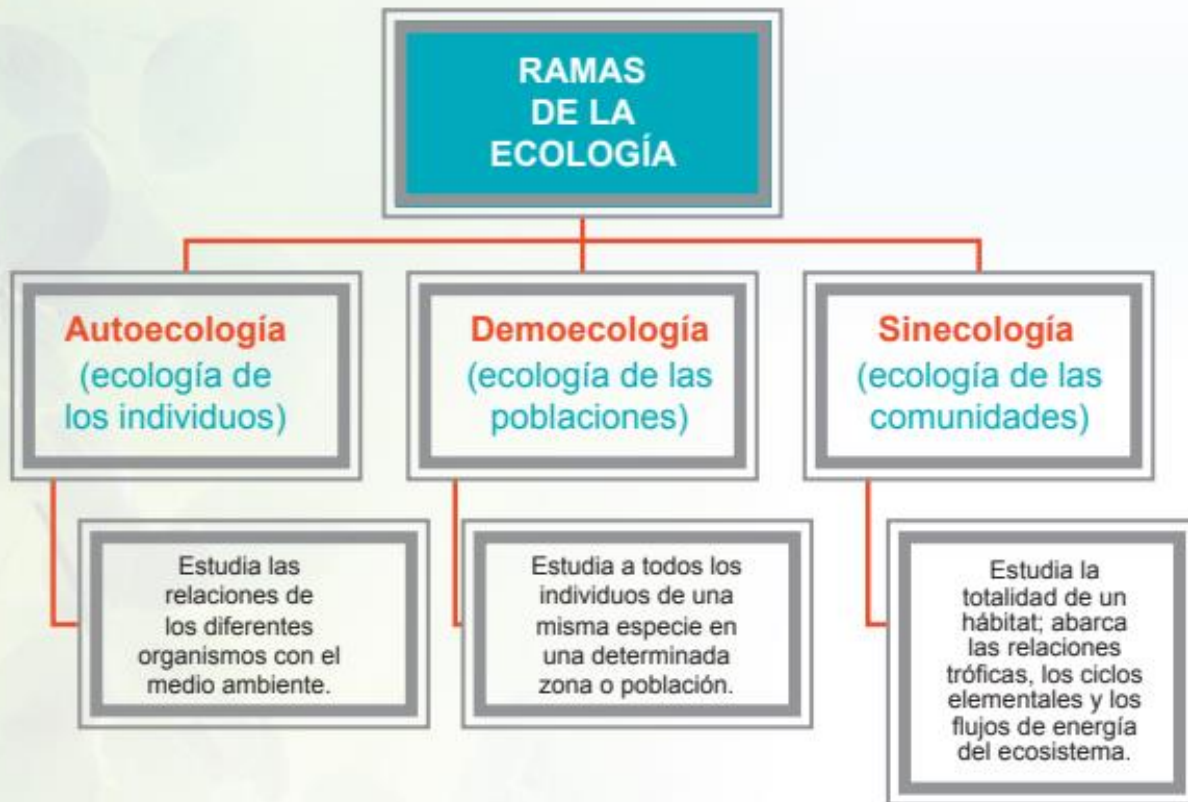 RAMAS
DE LA
ECOLOGÍA
Autoecología
(ecología de
los individuos)
Estudia las
relaciones de
los diferentes
organismos con el
medio ambiente.
Demoecología
(ecología de las
poblaciones)
Estudia a todos los
individuos de una
misma especie en
una determinada
zona o población.
Sinecología
(ecología de las
comunidades)
Estudia la
totalidad de un
hábitat; abarca
las relaciones
tróficas, los ciclos
elementales y los
flujos de energía
del ecosistema.